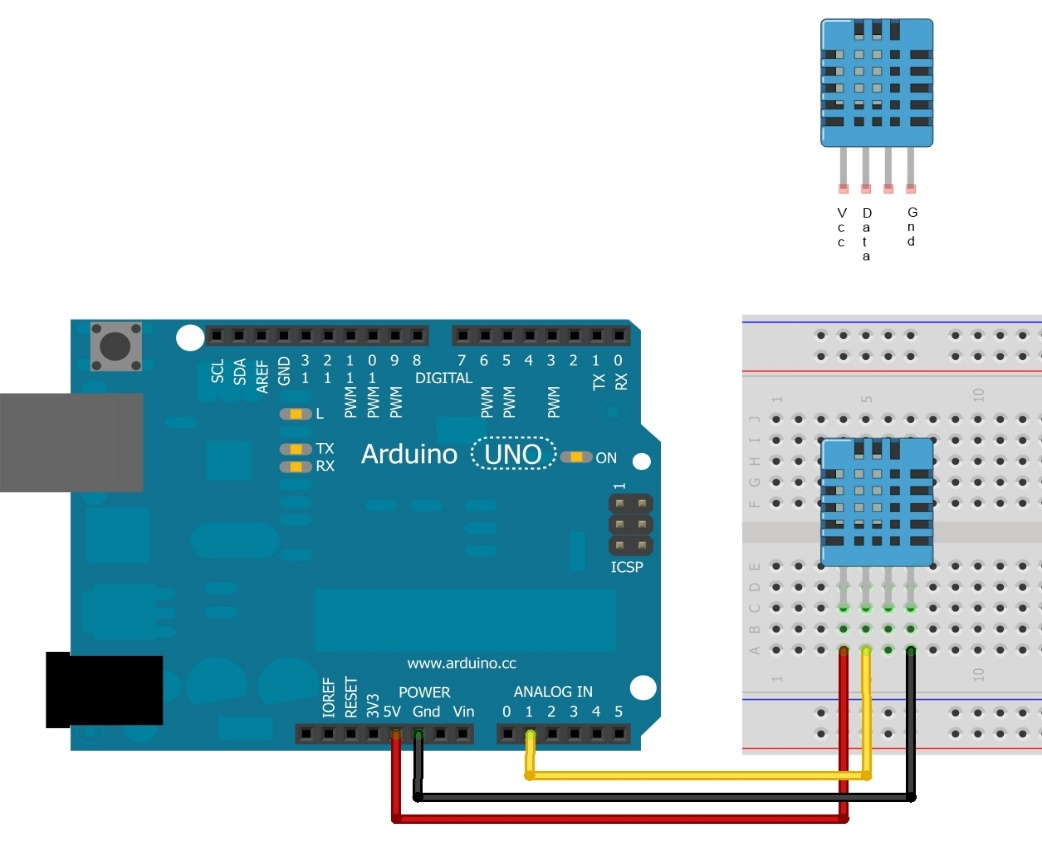 Vcc Data Gnd
SCL SDA AREF GND 13 12 11 10 9 8 7 6 5 4 3 2 1 0
PWM PWM PWM DIGITAL PWM PWM PWM TX RX
L
TX
RX
Arduino UNO ON
1
ICSP
www.arduino.cc
POWER ANALOG IN
IOREF RESET 3V3 5V Gnd Vin 0 1 2 3 4 5
1 5 10
J
I
H
G
F
E
D
C
B
A
1 10